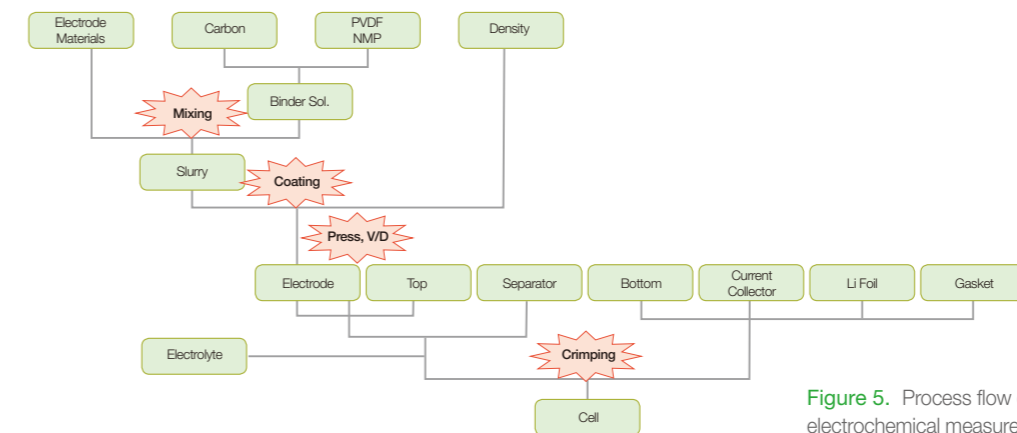 Electrode
Materials
Carbon
PVDF
NMP
Density
Mixing
Binder Sol.
Slurry
Coating
Press, V/D
Electrode
Top
Separator
Bottom
Current
Collector
Li Foil
Gasket
Electrolyte
Crimping
Cell
Figure 5. Process flow
electrochemical measure